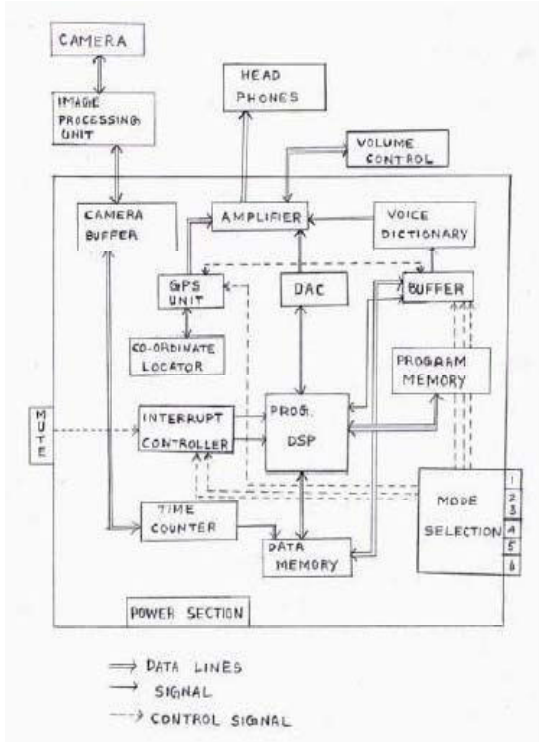 CAMERA
IMAGE
PROCESSING
UNIT
HEAD
PHONES
VOLUME
CONTROL
CAMERA
BUFFER
AMPLIFIER
VOICE
DICTIONARY
GPS
UNIT
DAC
BUFFER
CO-ORDINATE
LOCATOR
PROGRAM
MEMORY
MUTE
INTERRUPT
CONTROLLER
PROG.
DSP
MODE
SELECTION
1
2
3
4
5
6
TIME
COUNTER
DATA
MEMORY
POWER SECTION
DATA LINES
SIGNAL
CONTROL SIGNAL